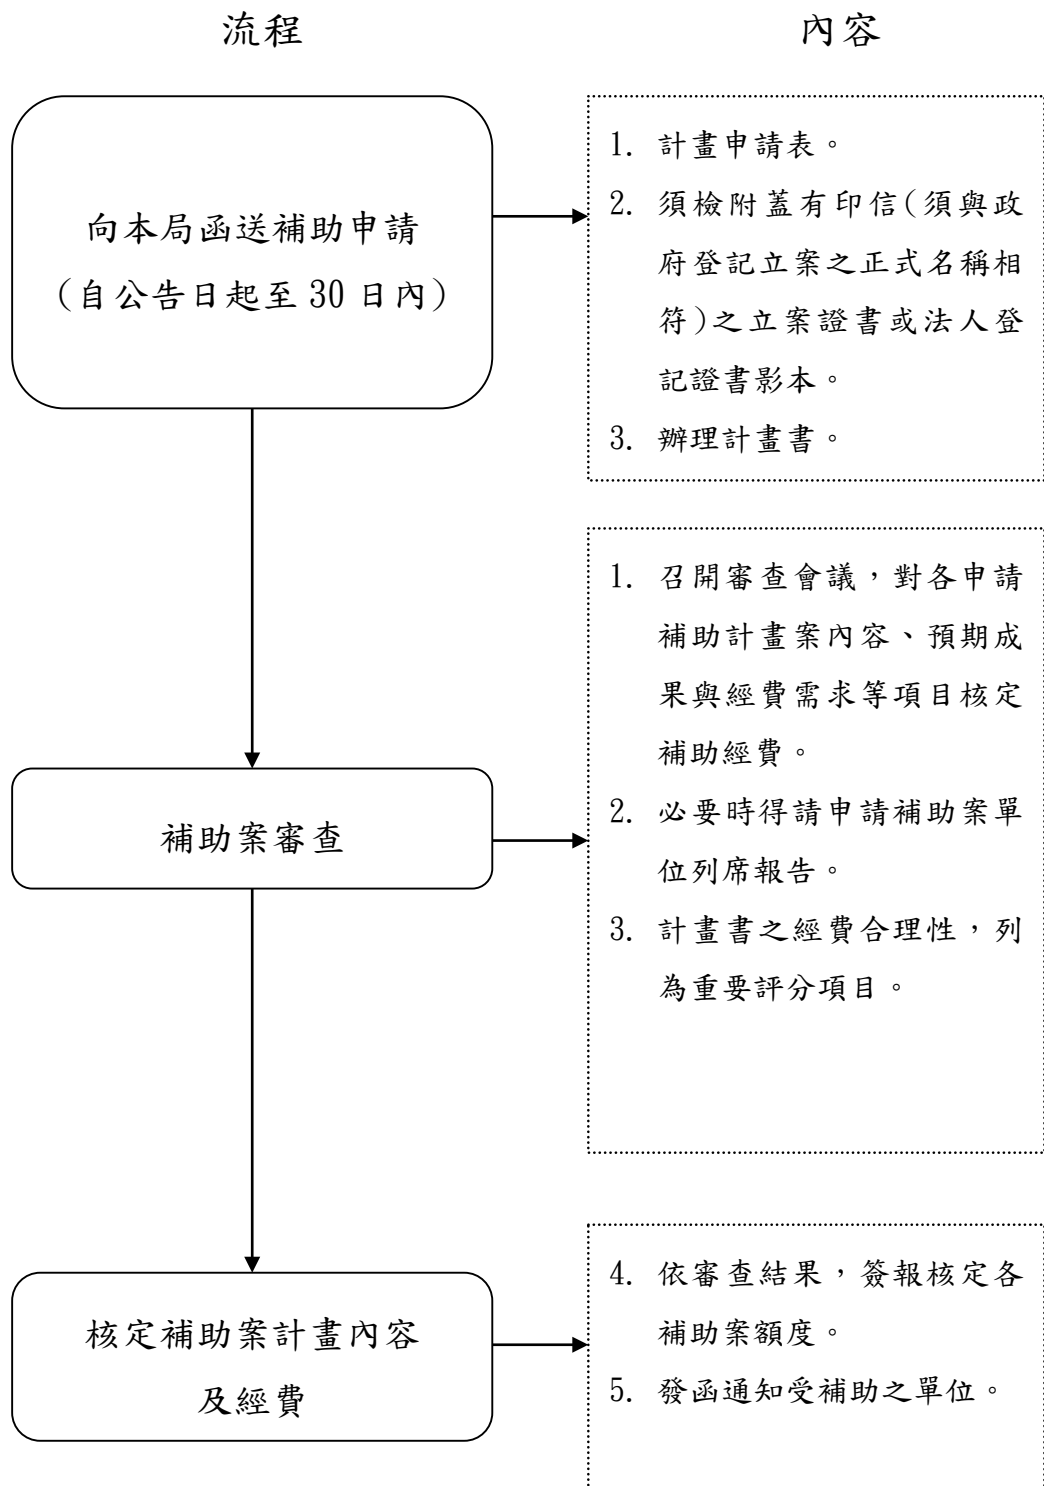 流程
內容
向本局函送補助申請
(自公告日起至 30 日內)
1. 計畫申請表。
2. 須檢附蓋有印信(須與政
府登記立案之正式名稱相
符)之立案證書或法人登
記證書影本。
3. 辦理計畫書。
補助案審查
1. 召開審查會議，對各申請
補助計畫案內容、預期成
果與經費需求等項目核定
補助經費。
2. 必要時得請申請補助案單
位列席報告。
3. 計畫書之經費合理性，列
為重要評分項目。
核定補助案計畫內容
及經費
4. 依審查結果，簽報核定各
補助案額度。
5. 發函通知受補助之單位。